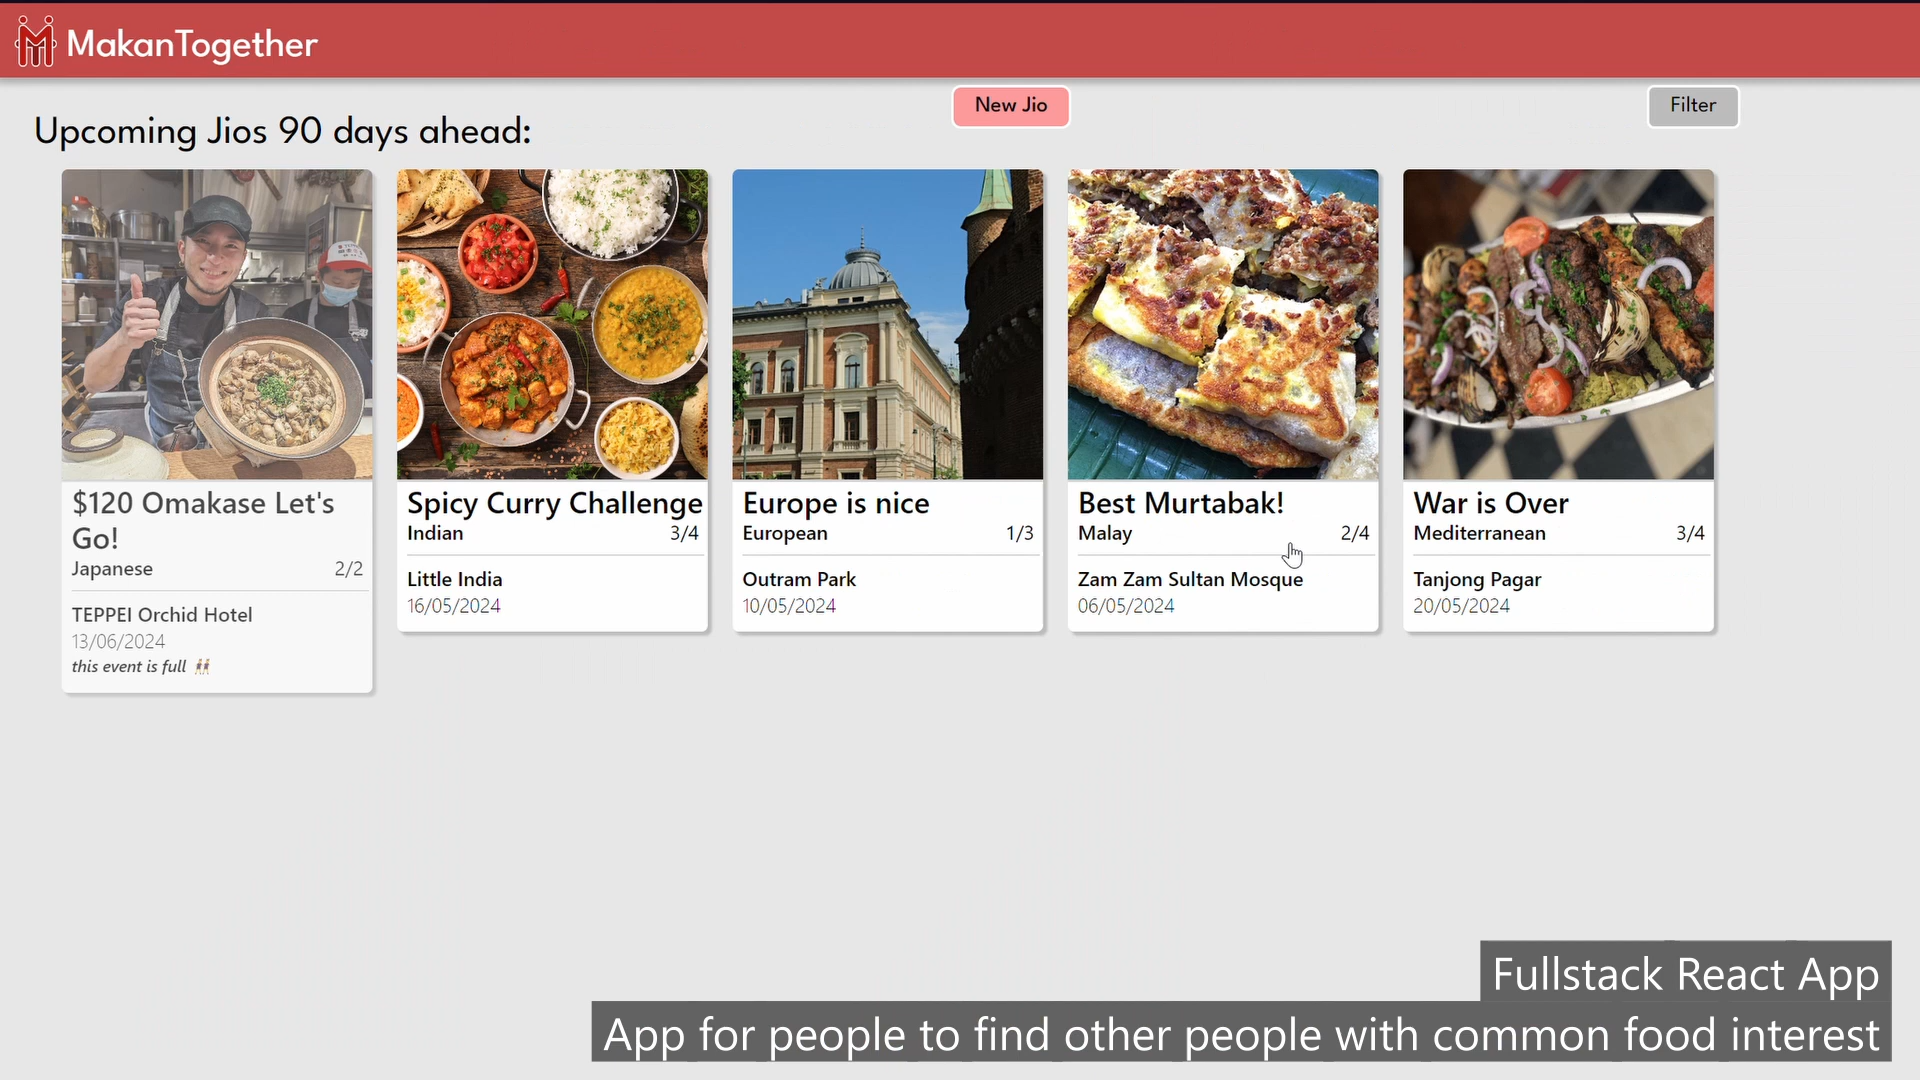 MakanTogether
New Jio
Filter
Upcoming Jios 90 days ahead:
$120 Omakase Let's
Go!
Japanese 2/2
TEPPEI Orchid Hotel
13/06/2024
this event is full 👯
Spicy Curry Challenge
Indian 3/4
Little India
16/05/2024
Europe is nice
European 1/3
Outram Park
10/05/2024
Best Murtabak!
Malay 2/4
Zam Zam Sultan Mosque
06/05/2024
War is Over
Mediterranean 3/4
Tanjong Pagar
20/05/2024
Fullstack React App
App for people to find other people with common food interest